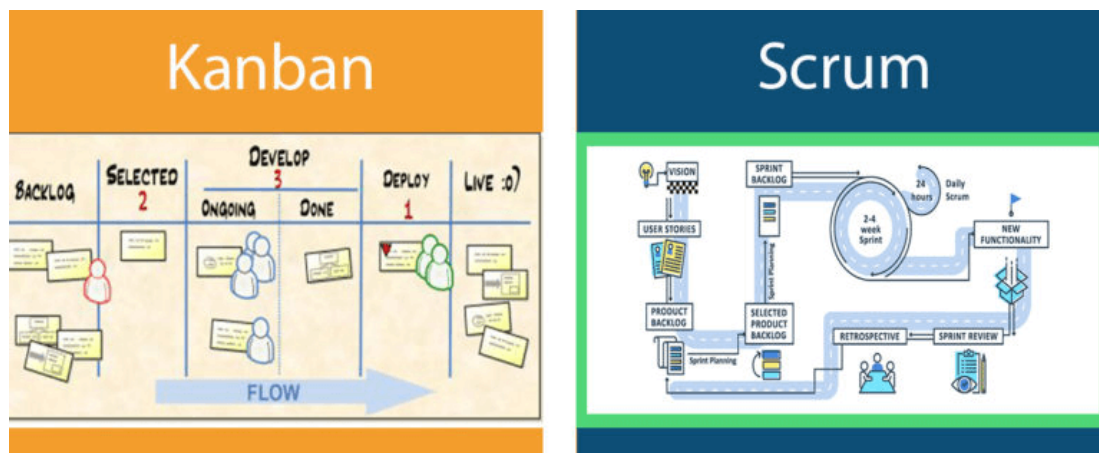 Kanban
BACKLOG
SELECTED
2
DEVELOP
3
ONGOING
DONE
DEPLOY
1
LIVE :o)
FLOW
Scrum
VISION
USER STORIES
PRODUCT
BACKLOG
Sprint Planning
SELECTED
PRODUCT
BACKLOG
Sprint Planning
SPRINT
BACKLOG
2-4
week
Sprint
24
hours
Daily
Scrum
NEW
FUNCTIONALITY
SPRINT REVIEW
RETROSPECTIVE